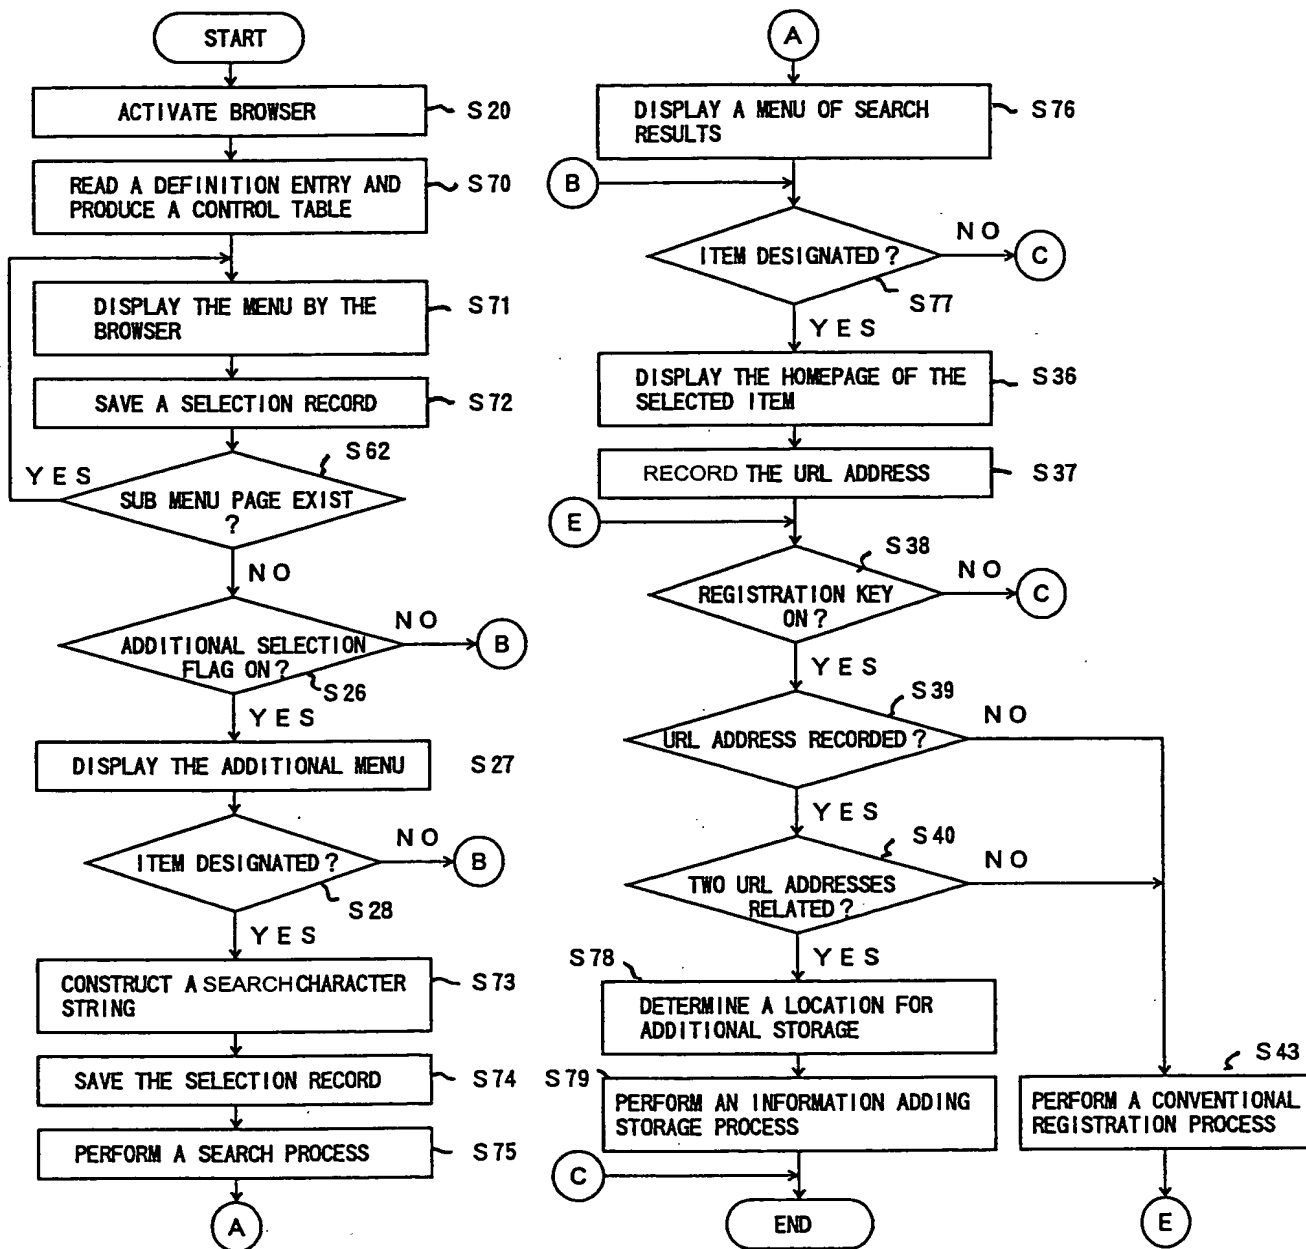 START
ACTIVATE BROWSER
S20
READ A DEFINITION ENTRY AND
PRODUCE A CONTROL TABLE
S70
DISPLAY THE MENU BY THE
BROWSER
S71
SAVE A SELECTION RECORD
S72
S62
YES
SUB MENU PAGE EXIST
?
NO
ADDITIONAL SELECTION
FLAG ON?
NO
B
S26
YES
DISPLAY THE ADDITIONAL MENU
S27
ITEM DESIGNATED?
NO
B
S28
YES
CONSTRUCT A SEARCH CHARACTER
STRING
S73
SAVE THE SELECTION RECORD
S74
PERFORM A SEARCH PROCESS
S75
A
A
DISPLAY A MENU OF SEARCH
RESULTS
S76
B
ITEM DESIGNATED?
NO
C
S77
YES
DISPLAY THE HOMEPAGE OF THE
SELECTED ITEM
S36
RECORD THE URL ADDRESS
S37
E
S38
REGISTRATION KEY
ON?
NO
C
YES
S39
URL ADDRESS RECORDED?
NO
YES
S40
TWO URL ADDRESSES
RELATED?
NO
YES
S78
DETERMINE A LOCATION FOR
ADDITIONAL STORAGE
S79
PERFORM AN INFORMATION ADDING
STORAGE PROCESS
C
END
S43
PERFORM A CONVENTIONAL
REGISTRATION PROCESS
E